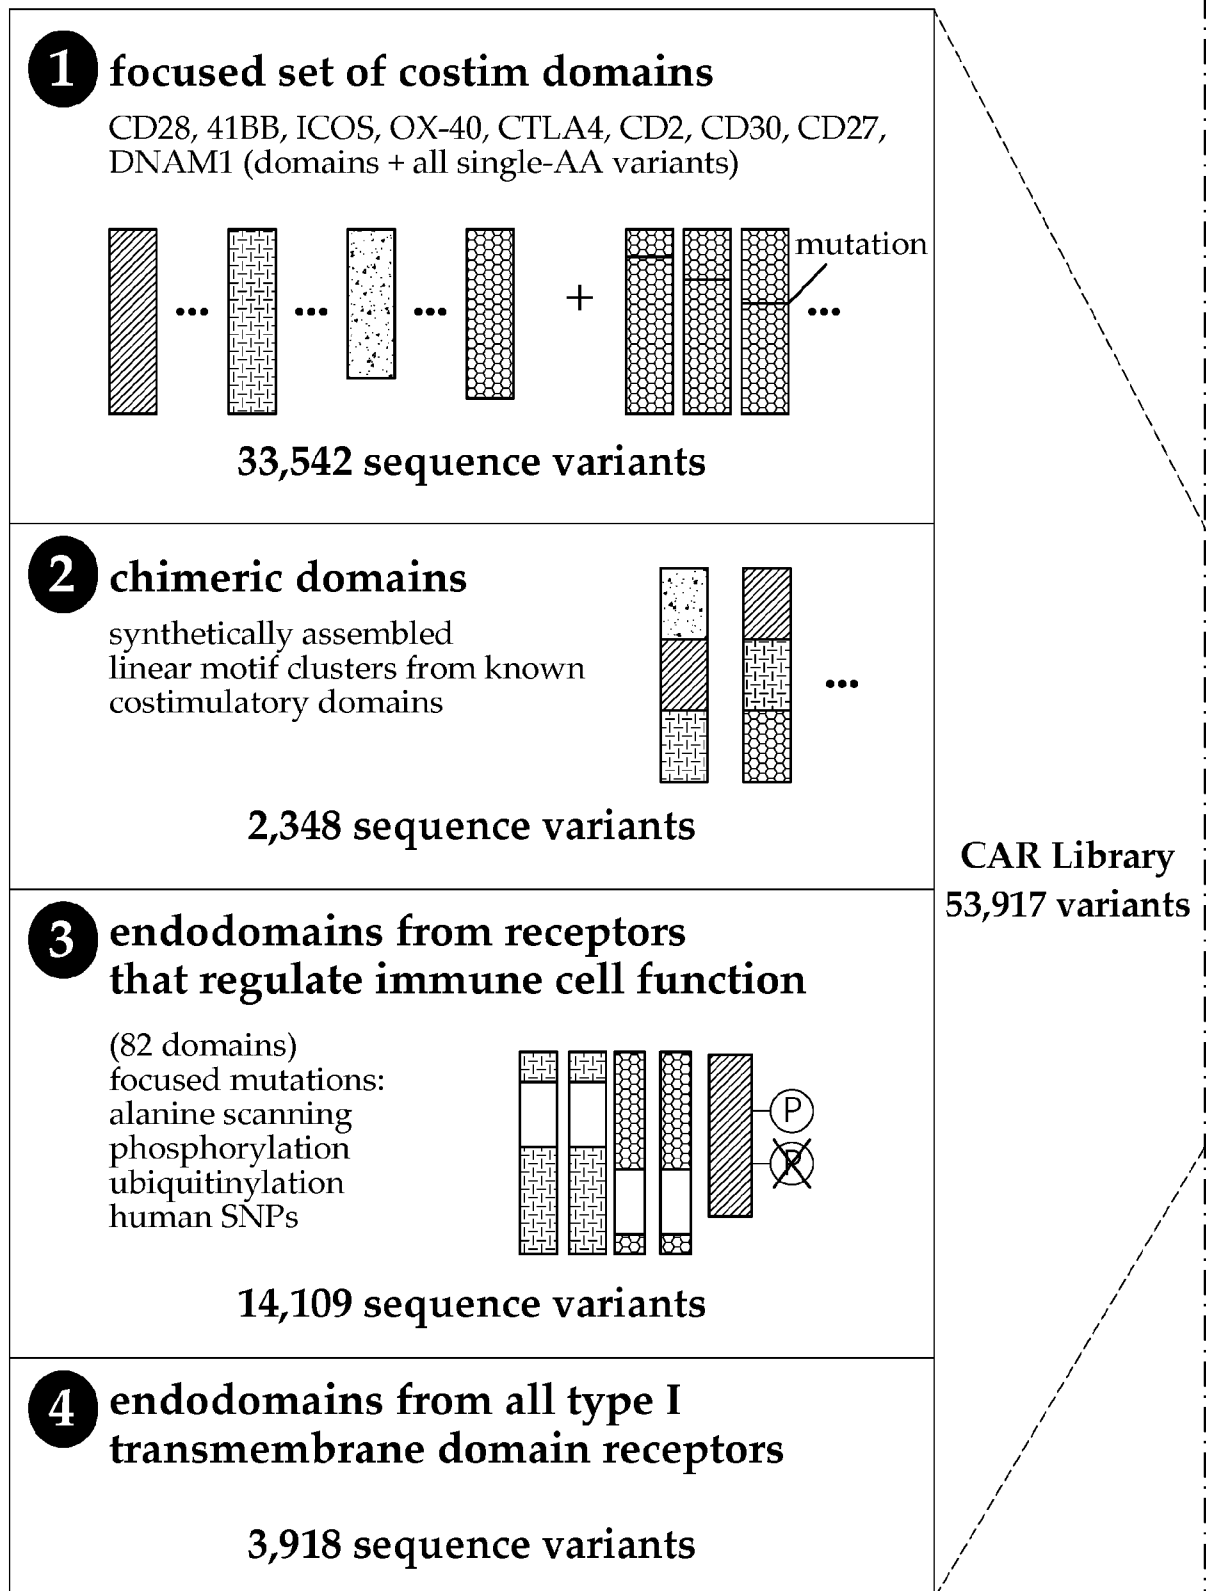 1 focused set of costim domains
CD28, 41BB, ICOS, OX-40, CTLA4, CD2, CD30, CD27,
DNAM1 (domains + all single-AA variants)
... ... ... + mutation ...
33,542 sequence variants
2 chimeric domains
synthetically assembled
linear motif clusters from known
costimulatory domains
...
2,348 sequence variants
CAR Library
53,917 variants
3 endodomains from receptors
that regulate immune cell function
(82 domains)
focused mutations:
alanine scanning
phosphorylation
ubiquitinylation
human SNPs
P
P
14,109 sequence variants
4 endodomains from all type I
transmembrane domain receptors
3,918 sequence variants